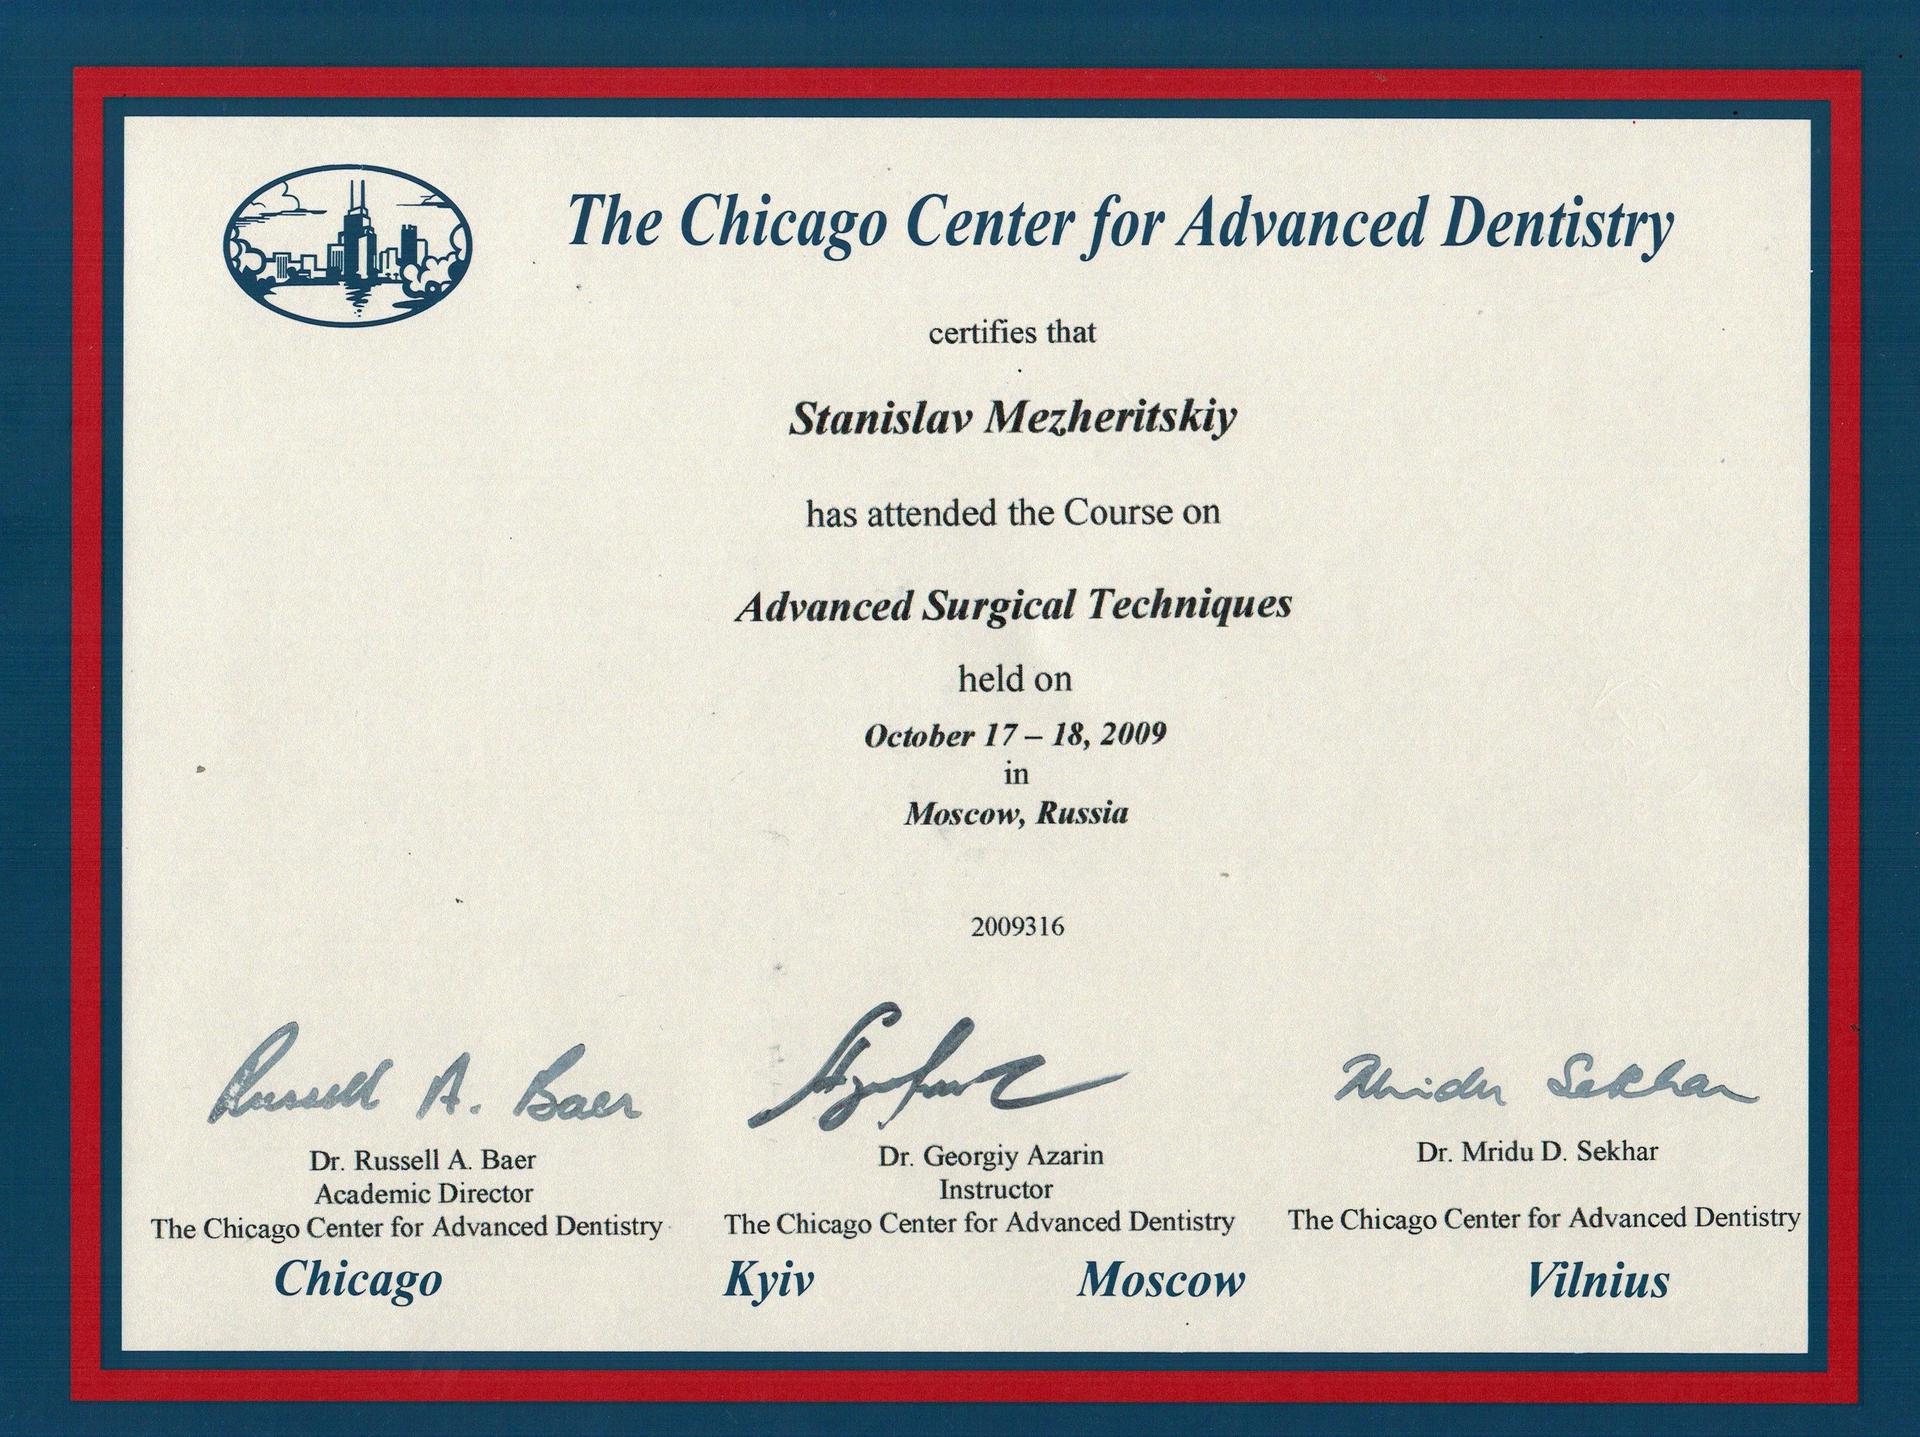 The Chicago Center for Advanced Dentistry
certifies that
Stanislav Mezheritskiy
has attended the Course on
Advanced Surgical Techniques
held on
October 17 – 18, 2009
in
Moscow, Russia
2009316
Russell A. Baer
Mridu Sekhar
Dr. Russell A. Baer
Academic Director
The Chicago Center for Advanced Dentistry
Dr. Georgiy Azarin
Instructor
The Chicago Center for Advanced Dentistry
Dr. Mridu D. Sekhar
The Chicago Center for Advanced Dentistry
Chicago Kyiv Moscow Vilnius